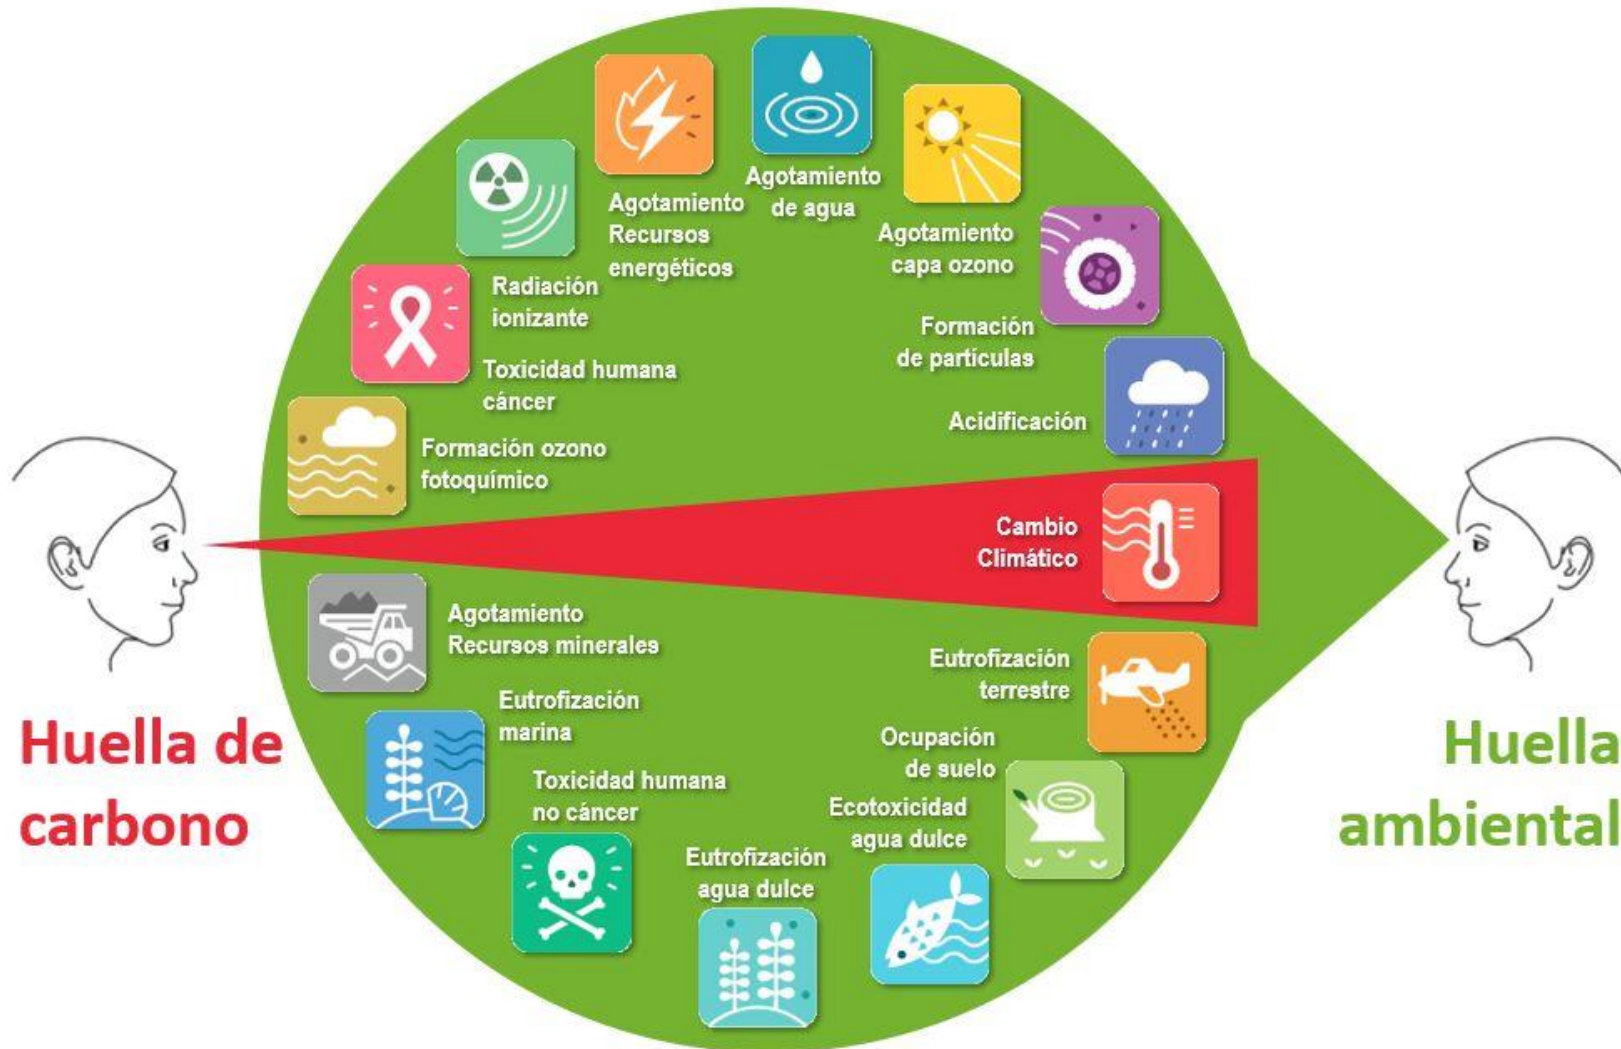 Agotamiento
de agua
Agotamiento
Recursos
energéticos
Agotamiento
capa ozono
Radiación
ionizante
Formación
de partículas
Toxicidad humana
cáncer
Acidificación
Formación ozono
fotoquímico
Cambio
Climático
Agotamiento
Recursos minerales
Eutrofización
terrestre
Eutrofización
marina
Ocupación
de suelo
Huella de
carbono
Huella
ambiental
Toxicidad humana
no cáncer
Ecotoxicidad
agua dulce
Eutrofización
agua dulce